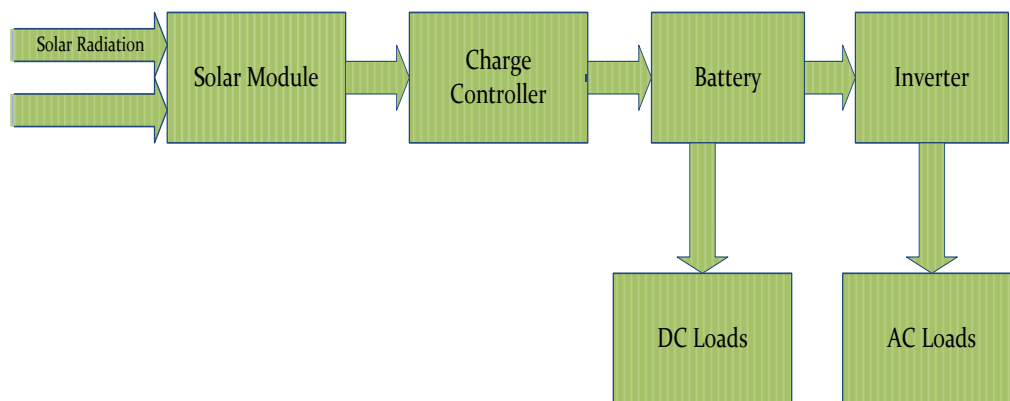 Solar Radiation
Solar Module
Charge
Controller
Battery
Inverter
DC Loads
AC Loads